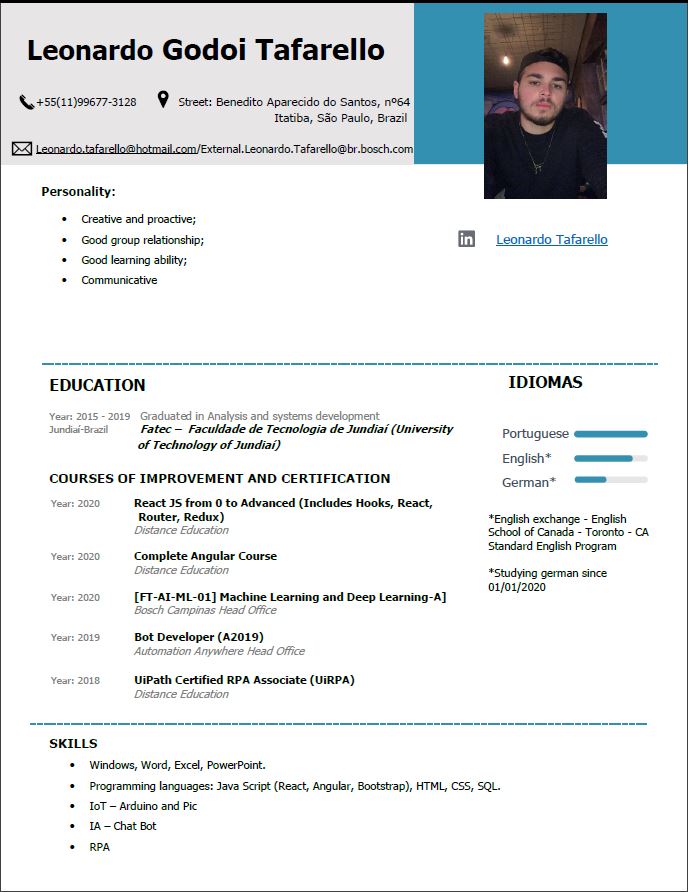 Leonardo Godoi Tafarello
+55(11)99677-3128
Street: Benedito Aparecido do Santos, nº64
Itatiba, São Paulo, Brazil
Leonardo.tafarello@hotmail.com/External.Leonardo.Tafarello@br.bosch.com
Personality:
• Creative and proactive;
• Good group relationship;
• Good learning ability;
• Communicative
in Leonardo Tafarello
EDUCATION
Year: 2015 - 2019 Graduated in Analysis and systems development
Jundiaí-Brazil Fatec – Faculdade de Tecnologia de Jundiaí (University
of Technology of Jundiaí)
COURSES OF IMPROVEMENT AND CERTIFICATION
Year: 2020 React JS from 0 to Advanced (Includes Hooks, React,
Router, Redux)
Distance Education
Year: 2020 Complete Angular Course
Distance Education
Year: 2020 [FT-AI-ML-01] Machine Learning and Deep Learning-A]
Bosch Campinas Head Office
Year: 2019 Bot Developer (A2019)
Automation Anywhere Head Office
Year: 2018 UiPath Certified RPA Associate (UiRPA)
Distance Education
IDIOMAS
Portuguese
English*
German*
*English exchange - English
School of Canada - Toronto - CA
Standard English Program
*Studying german since
01/01/2020
SKILLS
• Windows, Word, Excel, PowerPoint.
• Programming languages: Java Script (React, Angular, Bootstrap), HTML, CSS, SQL.
• IoT – Arduino and Pic
• IA – Chat Bot
• RPA